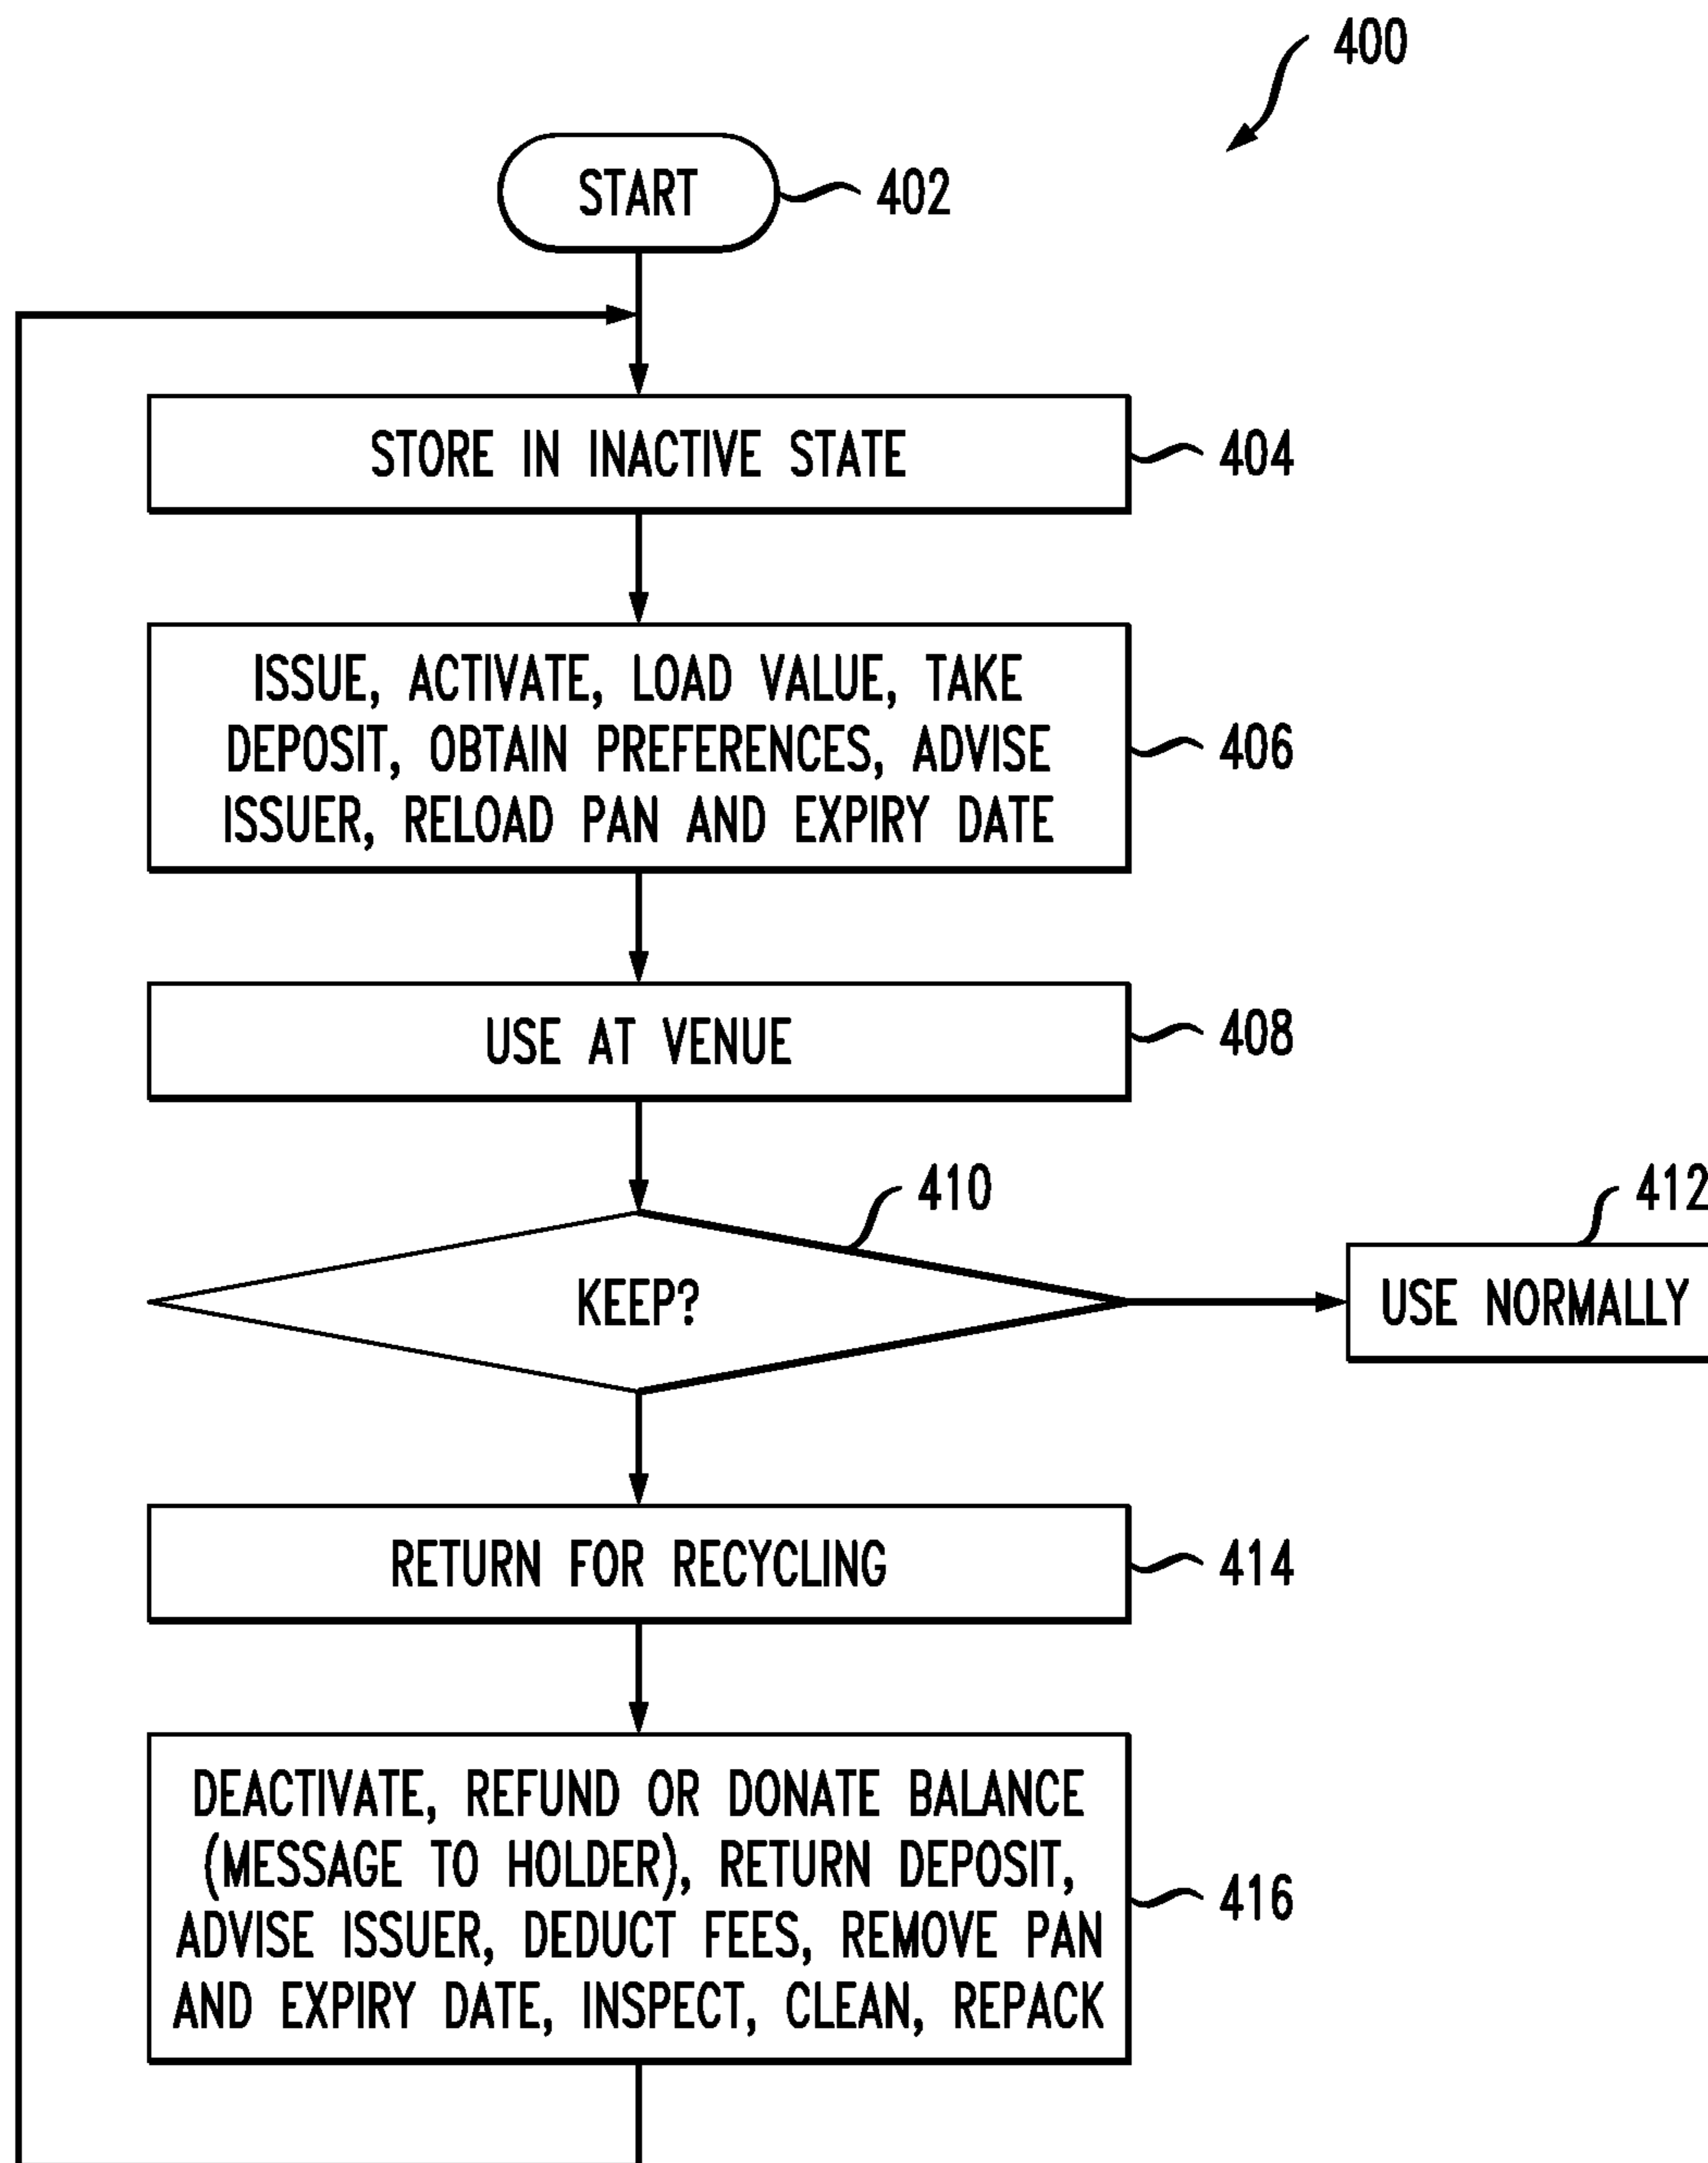 400
START
402
STORE IN INACTIVE STATE
404
ISSUE, ACTIVATE, LOAD VALUE, TAKE
DEPOSIT, OBTAIN PREFERENCES, ADVISE
ISSUER, RELOAD PAN AND EXPIRY DATE
406
USE AT VENUE
408
410
412
KEEP?
USE NORMALLY
RETURN FOR RECYCLING
414
DEACTIVATE, REFUND OR DONATE BALANCE
(MESSAGE TO HOLDER), RETURN DEPOSIT,
ADVISE ISSUER, DEDUCT FEES, REMOVE PAN
AND EXPIRY DATE, INSPECT, CLEAN, REPACK
416